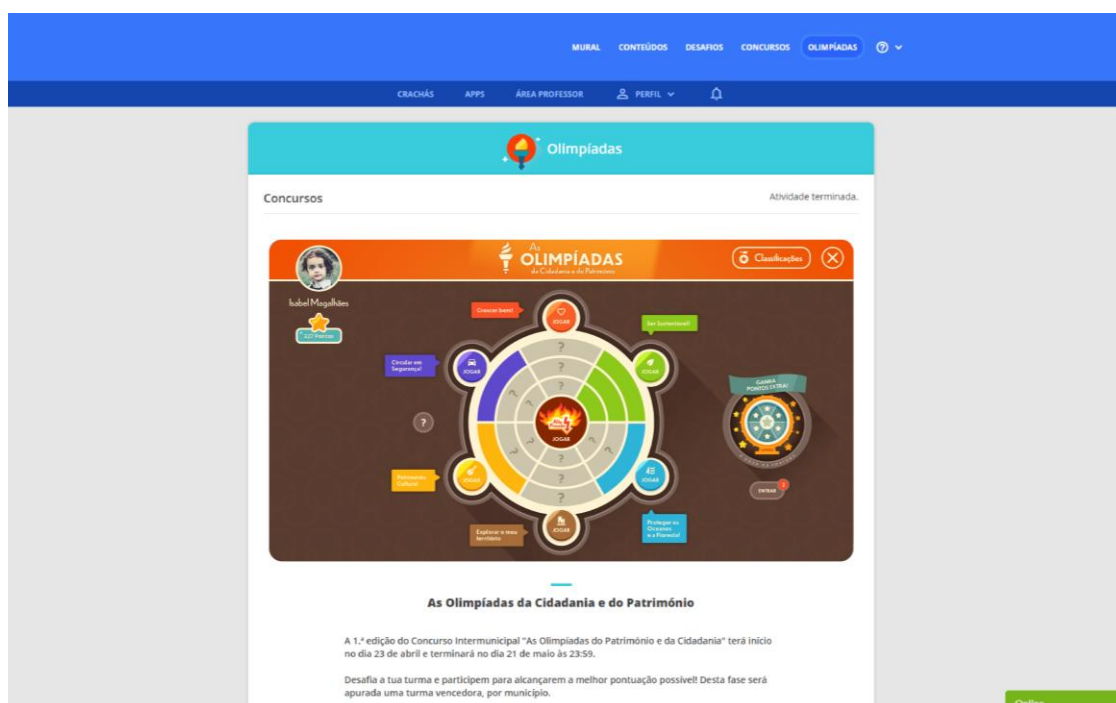 MURAL CONTEÚDOS DESAFIOS CONCURSOS OLIMPÍADAS
CRACHÁS APPS ÁREA PROFESSOR PERFIL
Olimpíadas
Concursos
Atividade terminada.
As
OLIMPÍADAS
da Cidadania e do Património
Classificações
Isabel Magalhães
Crescer bem!
JOGAR
Ser Sustentável!
Circular em
Segurança!
JOGAR
JOGAR
GANHA
PONTOS EXTRA!
?
JOGAR
Património
Cultural
JOGAR
JOGAR
ENTRAR
Explorar o meu
território
JOGAR
Proteger os
Oceanos
e a Floresta!
As Olimpíadas da Cidadania e do Património
A 1.ª edição do Concurso Intermunicipal "As Olimpíadas do Património e da Cidadania" terá início
no dia 23 de abril e terminará no dia 21 de maio às 23:59.
Desafia a tua turma e participem para alcançarem a melhor pontuação possível! Desta fase será
apurada uma turma vencedora, por município.